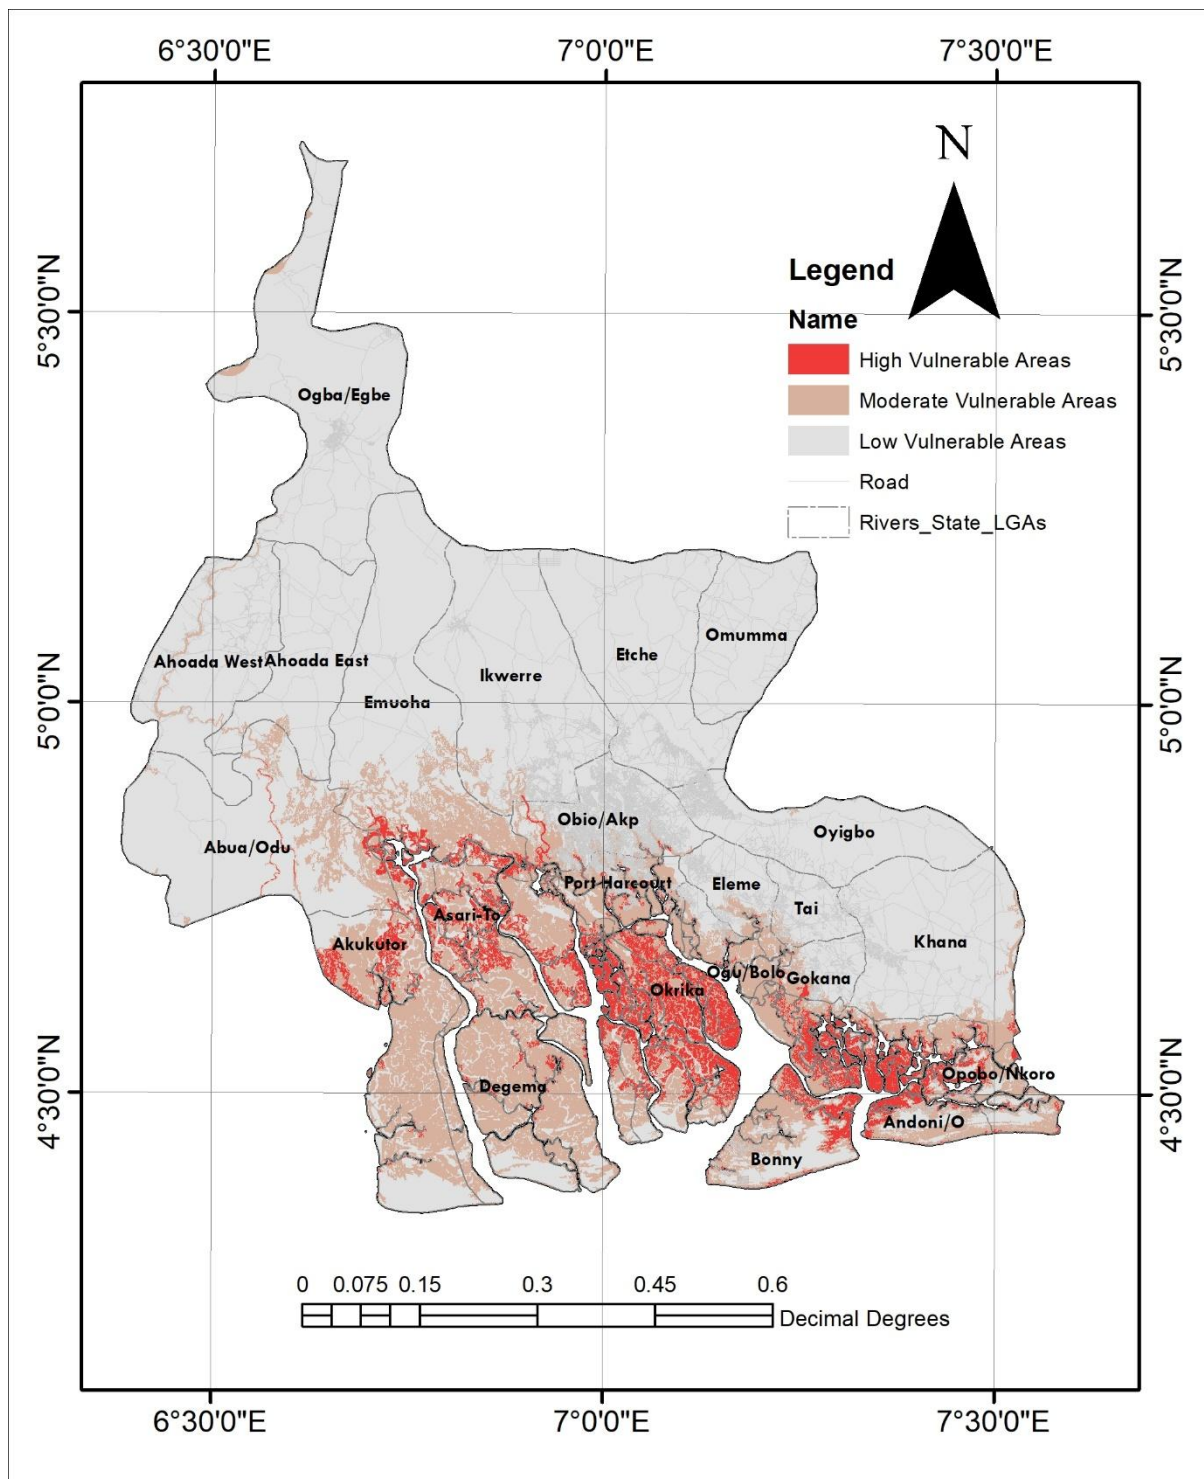 6°30'0"E 7°0'0"E 7°30'0"E
N
5°30'0"N
5°30'0"N
Legend
Name
High Vulnerable Areas
Moderate Vulnerable Areas
Low Vulnerable Areas
Road
Rivers_State_LGAs
Ogba/Egbe
Omumma
Etche
Ahoada West
Ahoada East
Ikwerre
Emuoha
5°0'0"N
5°0'0"N
Obio/Akp
Oyigbo
Abua/Odu
Port Harcourt
Eleme
Tai
Asari-To
Akukutor
Khana
Ogu/Bolo
Gokana
Okrika
Opobo/Nkoro
Degema
4°30'0"N
4°30'0"N
Andoni/O
Bonny
0 0.075 0.15 0.3 0.45 0.6
Decimal Degrees
6°30'0"E 7°0'0"E 7°30'0"E